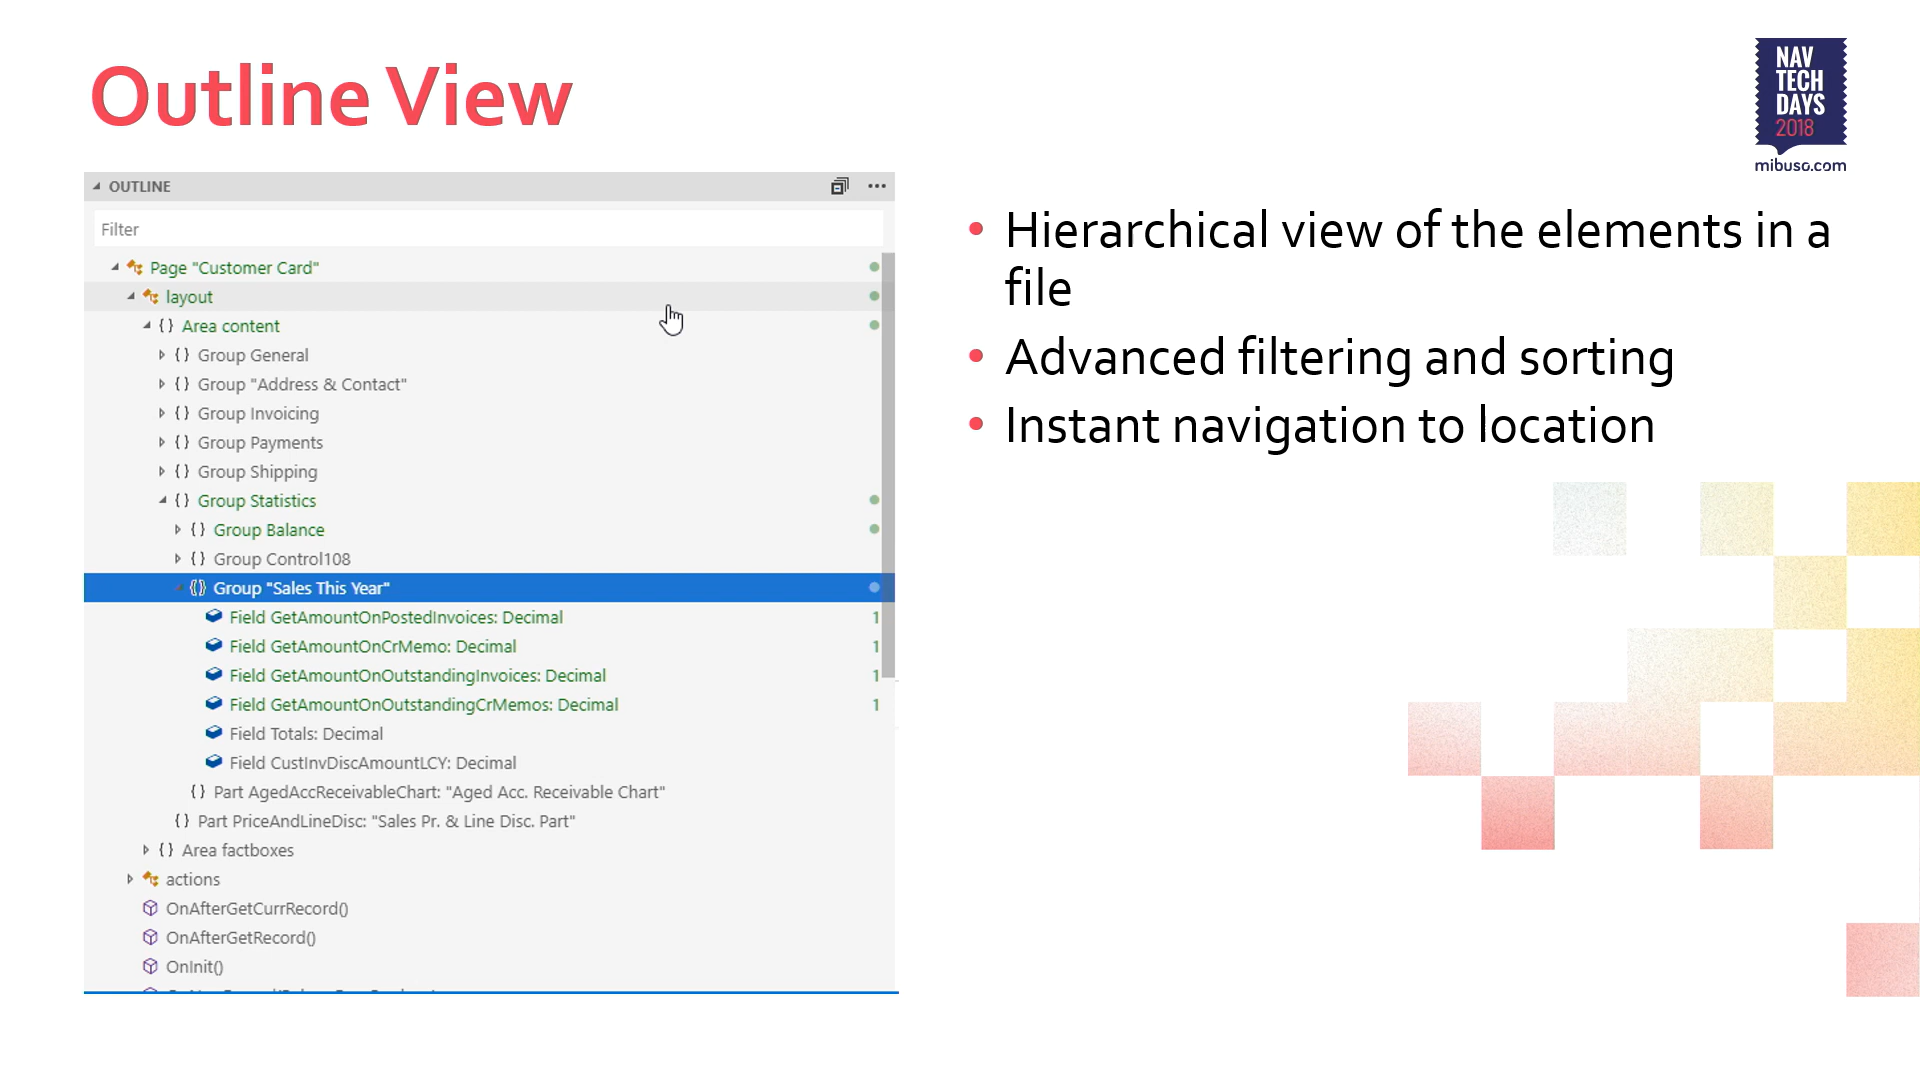 Outline View
NAV
TECH
DAYS
2018
mibuso.com
OUTLINE
Filter
Page "Customer Card"
layout
{ } Area content
{ } Group General
{ } Group "Address & Contact"
{ } Group Invoicing
{ } Group Payments
{ } Group Shipping
{ } Group Statistics
{ } Group Balance
{ } Group Control108
{ } Group "Sales This Year"
Field GetAmountOnPostedInvoices: Decimal 1
Field GetAmountOnCrMemo: Decimal 1
Field GetAmountOnOutstandingInvoices: Decimal 1
Field GetAmountOnOutstandingCrMemos: Decimal 1
Field Totals: Decimal
Field CustInvDiscAmountLCY: Decimal
{ } Part AgedAccReceivableChart: "Aged Acc. Receivable Chart"
{ } Part PriceAndLineDisc: "Sales Pr. & Line Disc. Part"
{ } Area factboxes
actions
OnAfterGetCurrRecord()
OnAfterGetRecord()
OnInit()
• Hierarchical view of the elements in a
file
• Advanced filtering and sorting
• Instant navigation to location